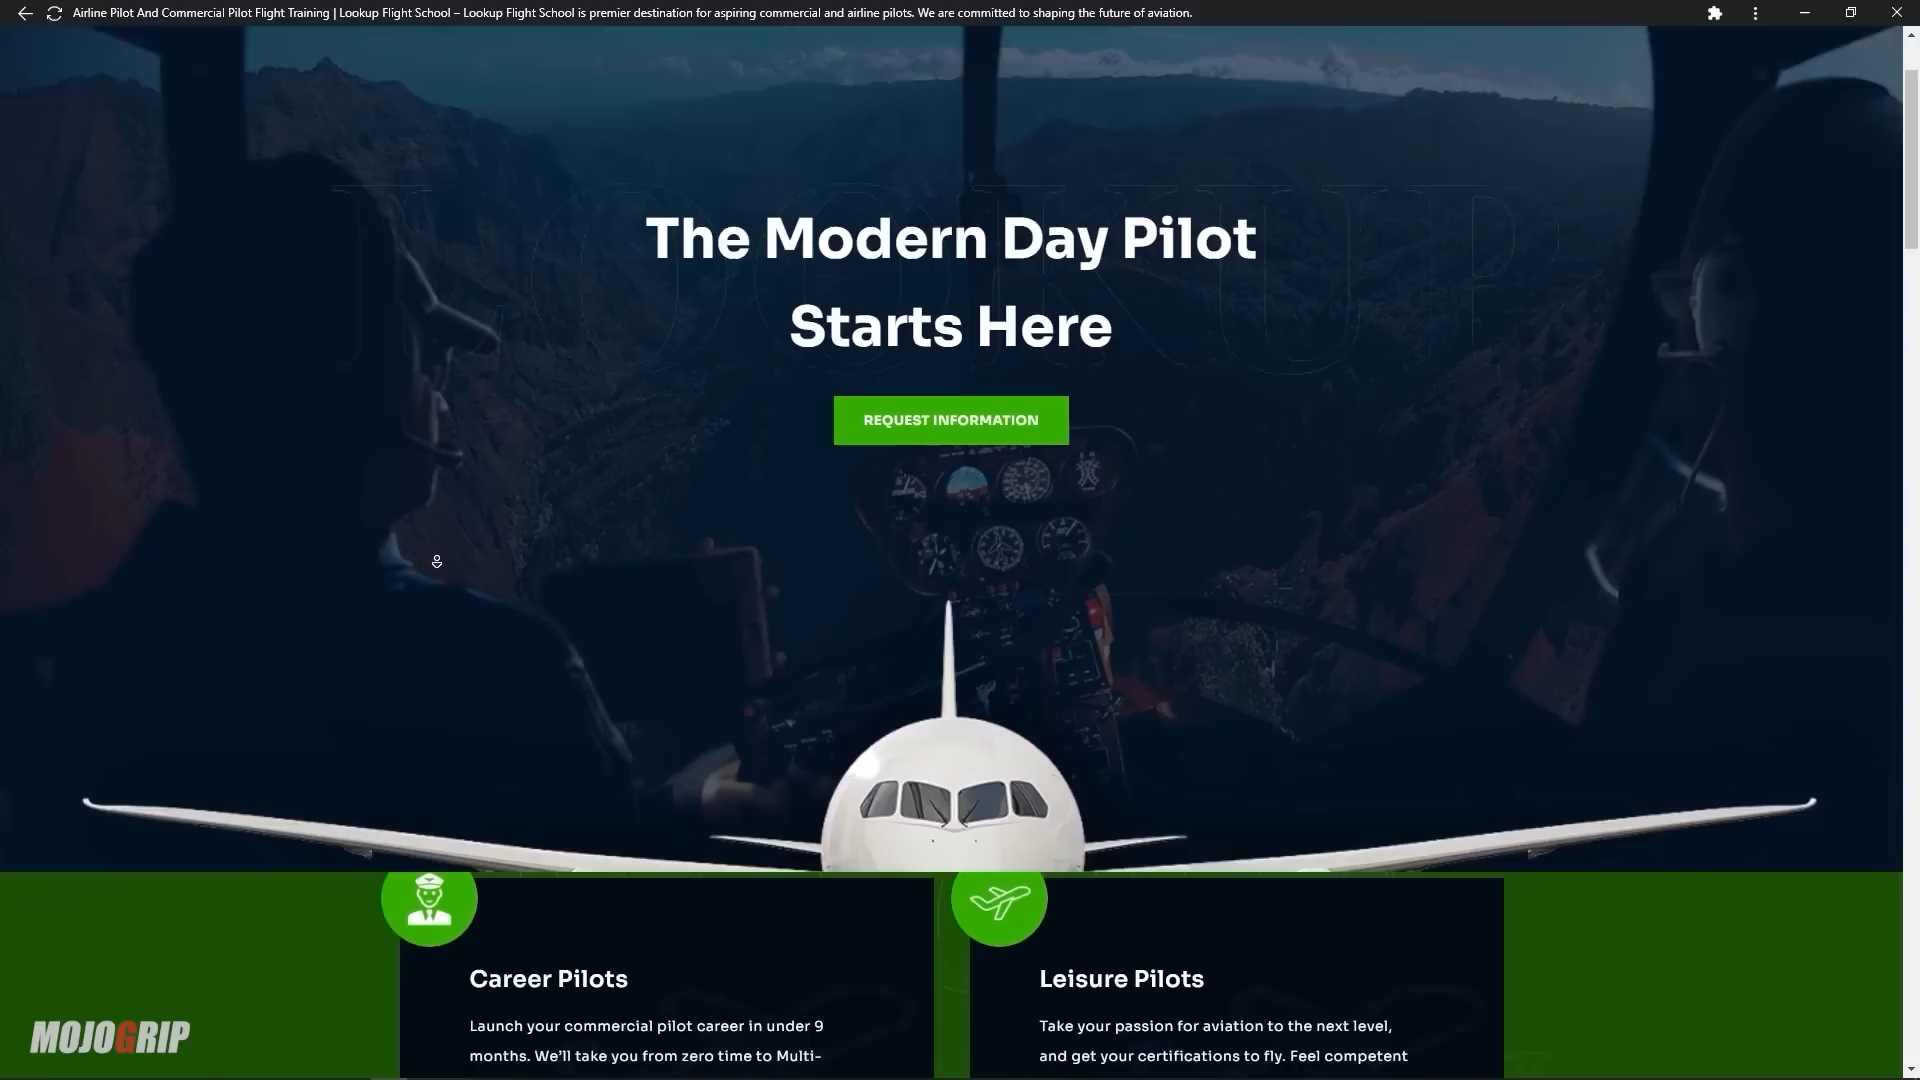 Airline Pilot And Commercial Pilot Flight Training | Lookup Flight School – Lookup Flight School is premier destination for aspiring commercial and airline pilots. We are committed to shaping the future of aviation.
LOOKUP
The Modern Day Pilot
Starts Here
REQUEST INFORMATION
Career Pilots
Launch your commercial pilot career in under 9
months. We'll take you from zero time to Multi-
Leisure Pilots
Take your passion for aviation to the next level,
and get your certifications to fly. Feel competent
MOJOGRIP